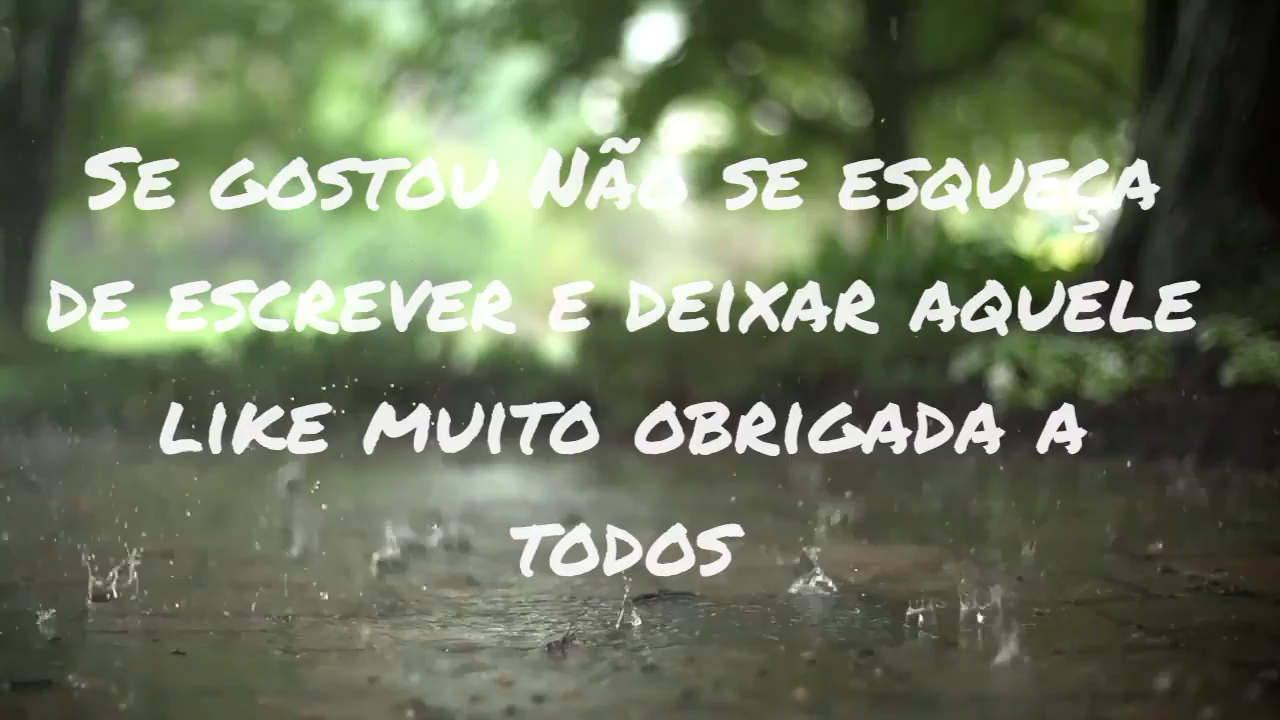 Se gostou Não se esqueça
de escrever e deixar aquele
like muito obrigada a
todos